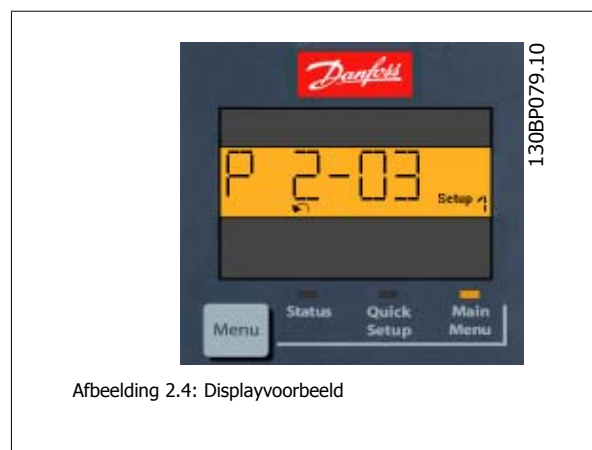 Danfoss
130BP079.10
P 2-03
Setup 1
Menu
Status
Quick Setup
Main Menu
Afbeelding 2.4: Displayvoorbeeld